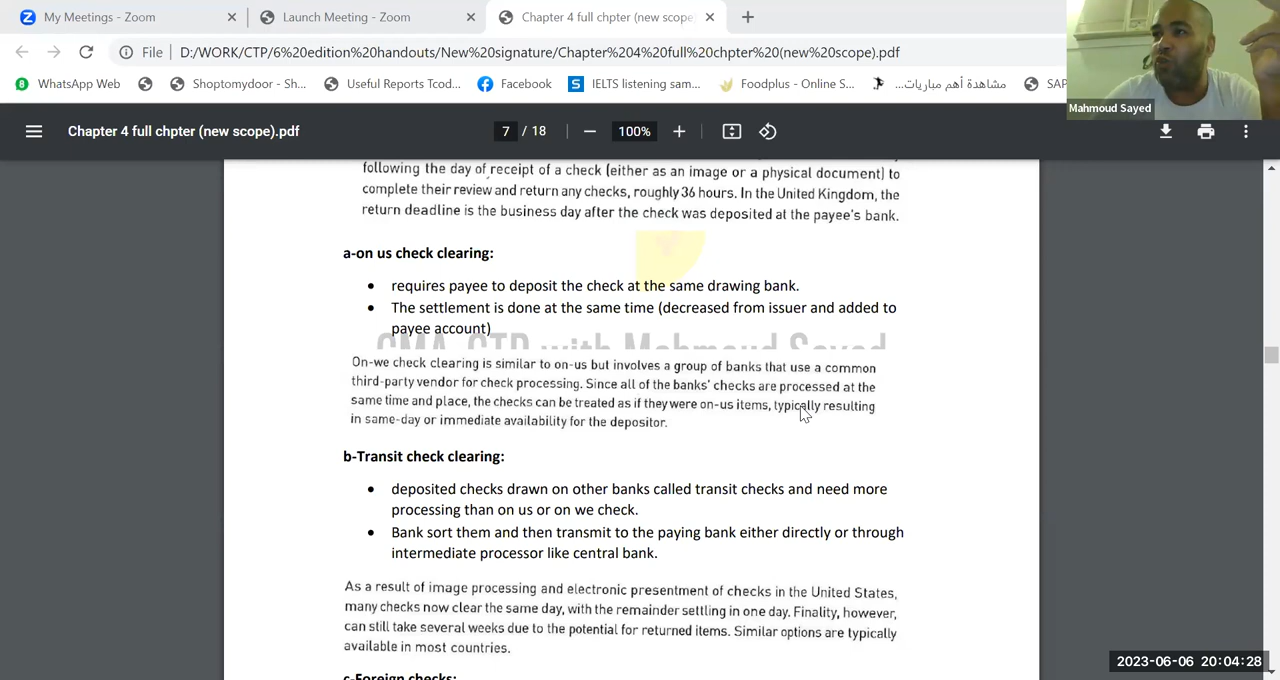 My Meetings - Zoom
Launch Meeting - Zoom
Chapter 4 full chpter (new scope
File
D:/WORK/CTP/6%20edition%20handouts/New%20signature/Chapter%204%20full%20chpter%20(new%20scope).pdf
WhatsApp Web
Shoptomydoor - Sh...
Useful Reports Tcod...
Facebook
IELTS listening sam...
Foodplus - Online S...
مشاهدة أهم مباريات...
SAP
Mahmoud Sayed
Chapter 4 full chpter (new scope).pdf
7 / 18
100%
following the day of receipt of a check (either as an image or a physical document) to
complete their review and return any checks, roughly 36 hours. In the United Kingdom, the
return deadline is the business day after the check was deposited at the payee's bank.
a-on us check clearing:
• requires payee to deposit the check at the same drawing bank.
• The settlement is done at the same time (decreased from issuer and added to
payee account)
CMA, CTP with Mahmoud Sayed
On-we check clearing is similar to on-us but involves a group of banks that use a common
third-party vendor for check processing. Since all of the banks' checks are processed at the
same time and place, the checks can be treated as if they were on-us items, typically resulting
in same-day or immediate availability for the depositor.
b-Transit check clearing:
• deposited checks drawn on other banks called transit checks and need more
processing than on us or on we check.
• Bank sort them and then transmit to the paying bank either directly or through
intermediate processor like central bank.
As a result of image processing and electronic presentment of checks in the United States,
many checks now clear the same day, with the remainder settling in one day. Finality, however,
can still take several weeks due to the potential for returned items. Similar options are typically
available in most countries.
c-Foreign checks:
2023-06-06 20:04:28